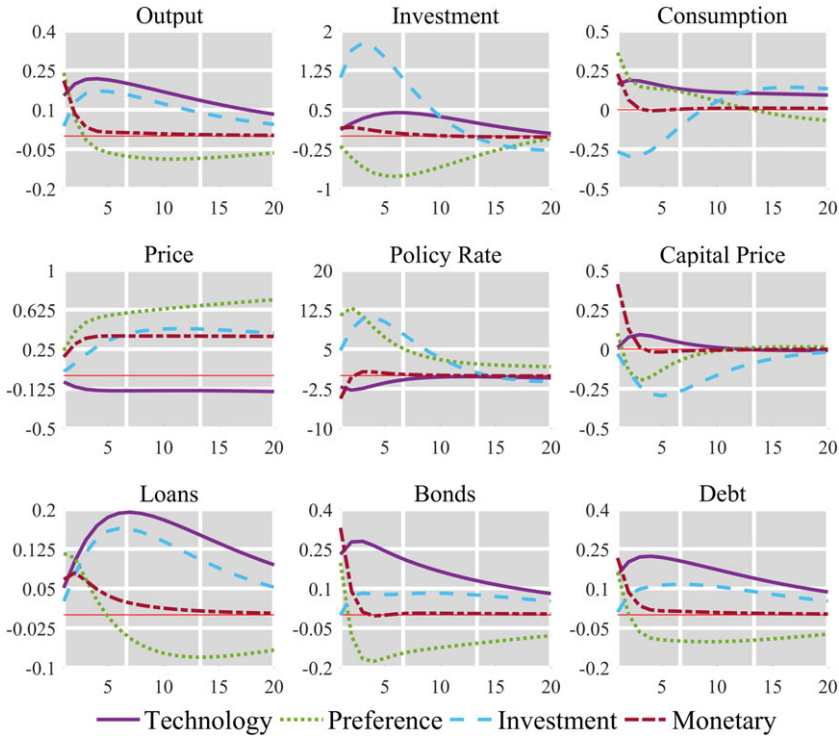 Output Investment Consumption
0.4 2 0.5
0.25 1.25 0.25
0.1 0.5 0
-0.05 -0.25 -0.25
-0.2 -1 -0.5
5 10 15 20 5 10 15 20 5 10 15 20
Price Policy Rate Capital Price
1 20 0.5
0.625 12.5 0.25
0.25 5 0
-0.125 -2.5 -0.25
-0.5 -10 -0.5
5 10 15 20 5 10 15 20 5 10 15 20
Loans Bonds Debt
0.2 0.4 0.4
0.125 0.25 0.25
0.05 0.1 0.1
-0.025 -0.05 -0.05
-0.1 -0.2 -0.2
5 10 15 20 5 10 15 20 5 10 15 20
Technology Preference Investment Monetary